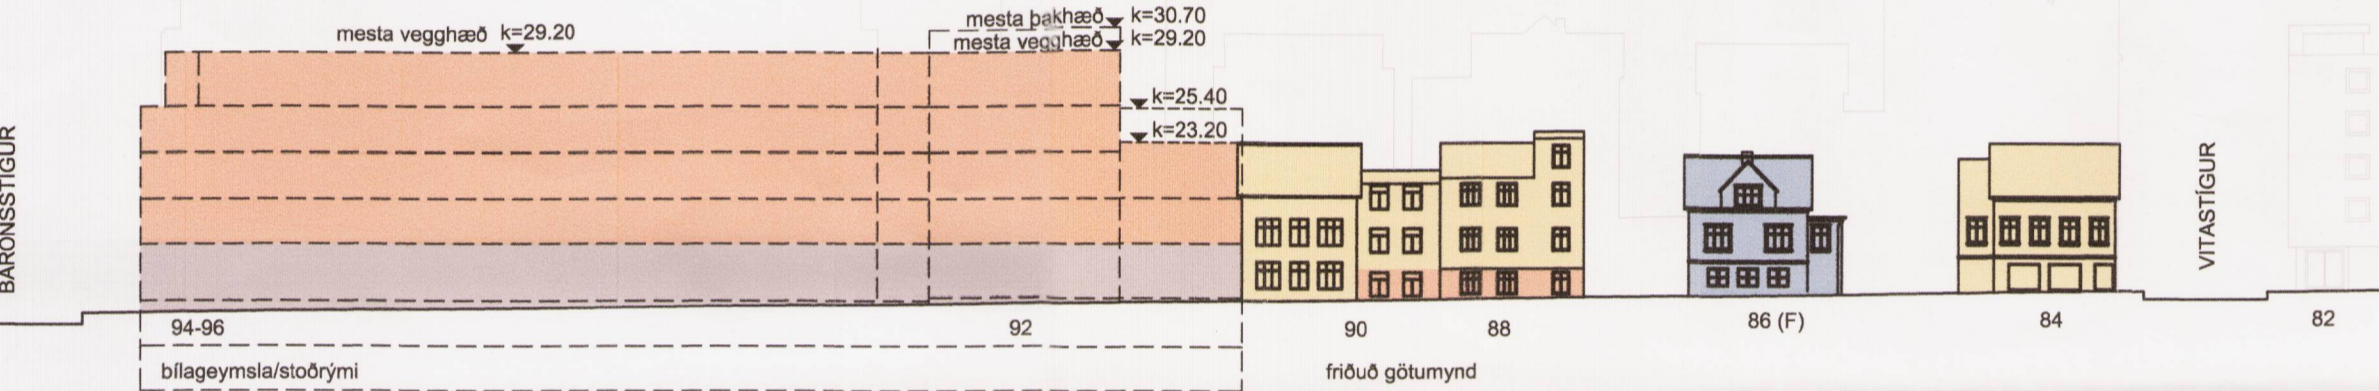 mesta vegghæð k=29.20
mesta þakhæð k=30.70
mesta vegghæð k=29.20
k=25.40
k=23.20
BARÓNSSTÍGUR
VITASTÍGUR
94-96
92
90
88
86 (F)
84
82
bílageymsla/stoðrými
friðuð götumynd